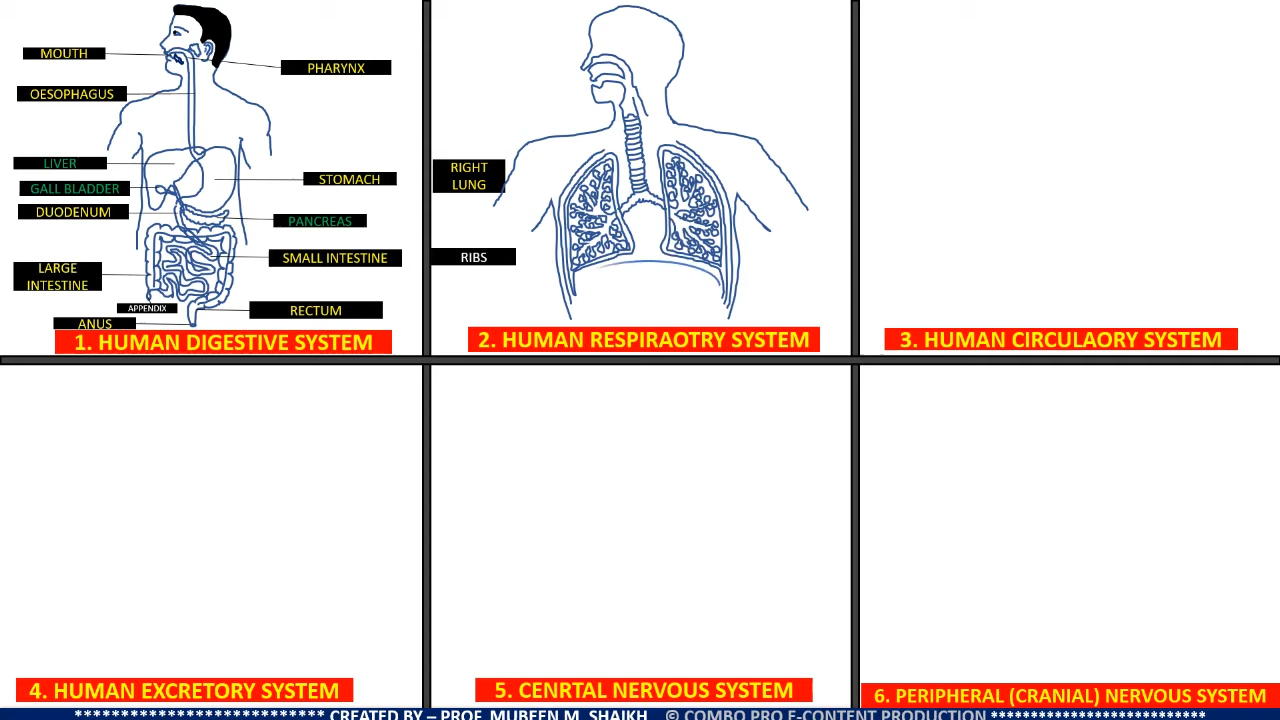 MOUTH
PHARYNX
OESOPHAGUS
LIVER
STOMACH
GALL BLADDER
DUODENUM
PANCREAS
SMALL INTESTINE
LARGE
INTESTINE
APPENDIX
RECTUM
ANUS
1. HUMAN DIGESTIVE SYSTEM
RIGHT
LUNG
RIBS
2. HUMAN RESPIRAOTRY SYSTEM
3. HUMAN CIRCULAORY SYSTEM
4. HUMAN EXCRETORY SYSTEM
5. CENRTAL NERVOUS SYSTEM
6. PERIPHERAL (CRANIAL) NERVOUS SYSTEM
************************** CREATED BY – PROF. MUBEEN M. SHAIKH © COMBO PRO E-CONTENT PRODUCTION **************************